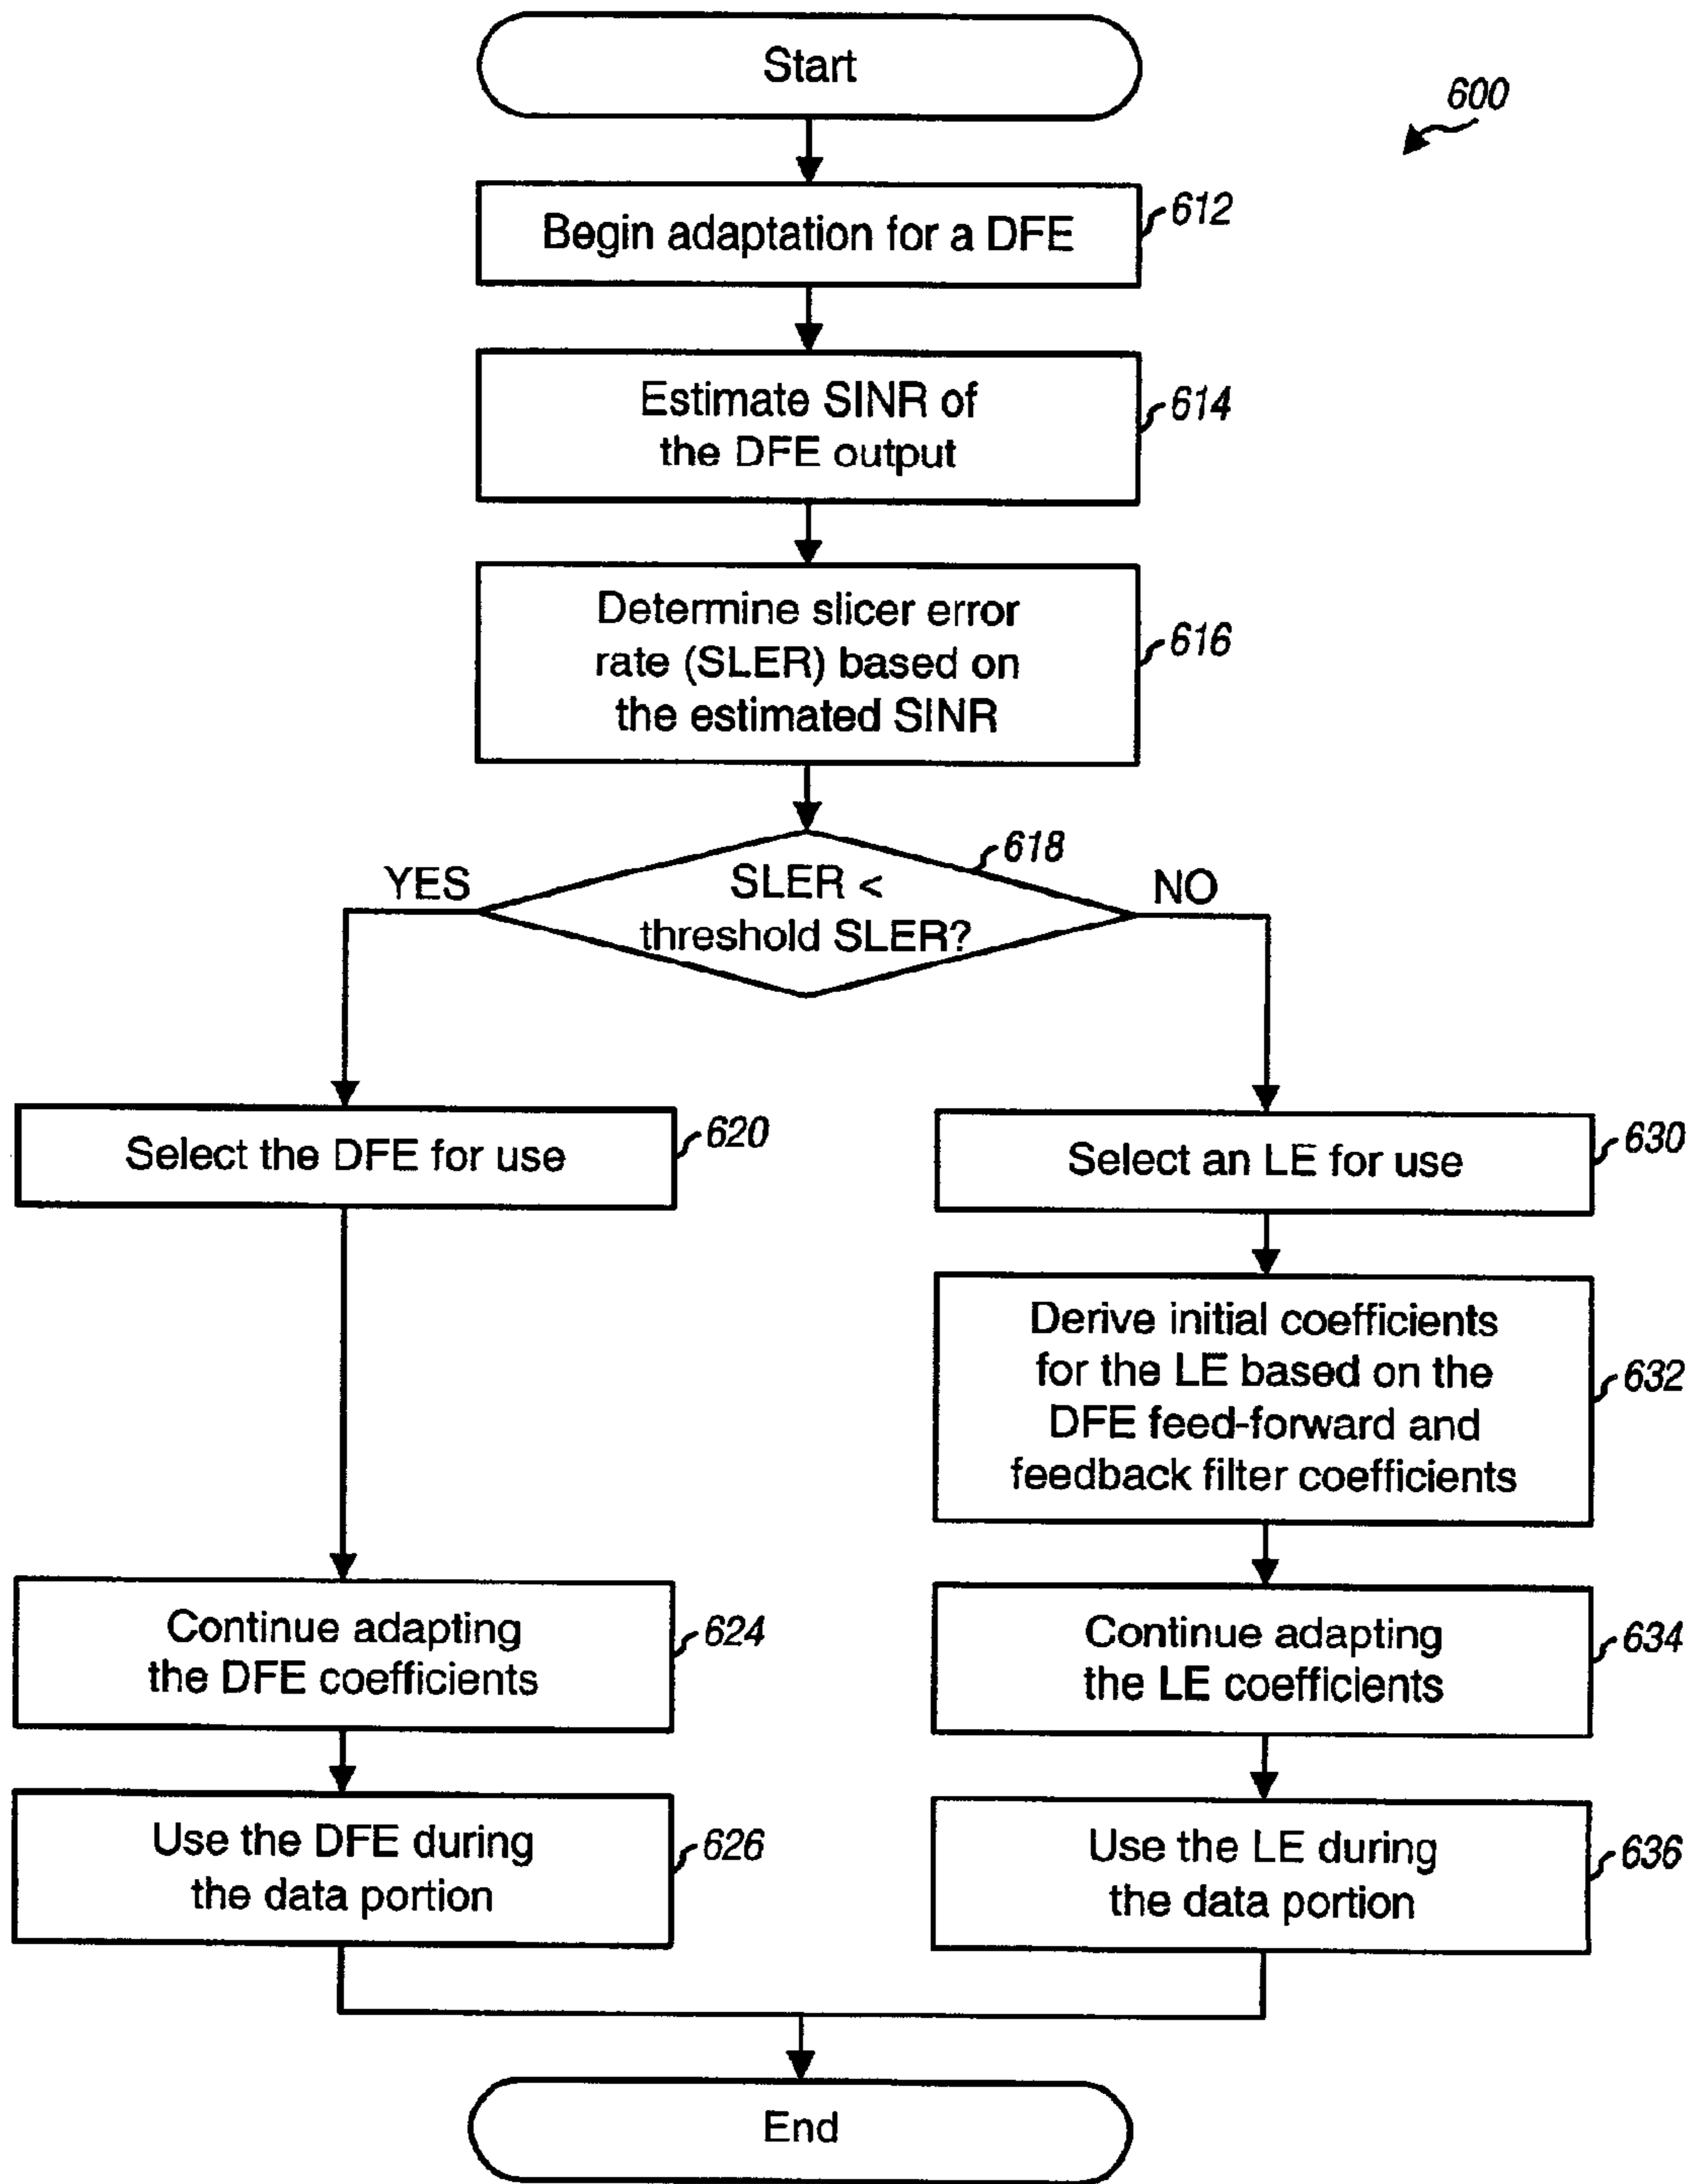 Start
600
Begin adaptation for a DFE
612
Estimate SINR of
the DFE output
614
Determine slicer error
rate (SLER) based on
the estimated SINR
616
618
YES
SLER <
threshold SLER?
NO
Select the DFE for use
620
Select an LE for use
630
Derive initial coefficients
for the LE based on the
DFE feed-forward and
feedback filter coefficients
632
Continue adapting
the DFE coefficients
624
Continue adapting
the LE coefficients
634
Use the DFE during
the data portion
626
Use the LE during
the data portion
636
End